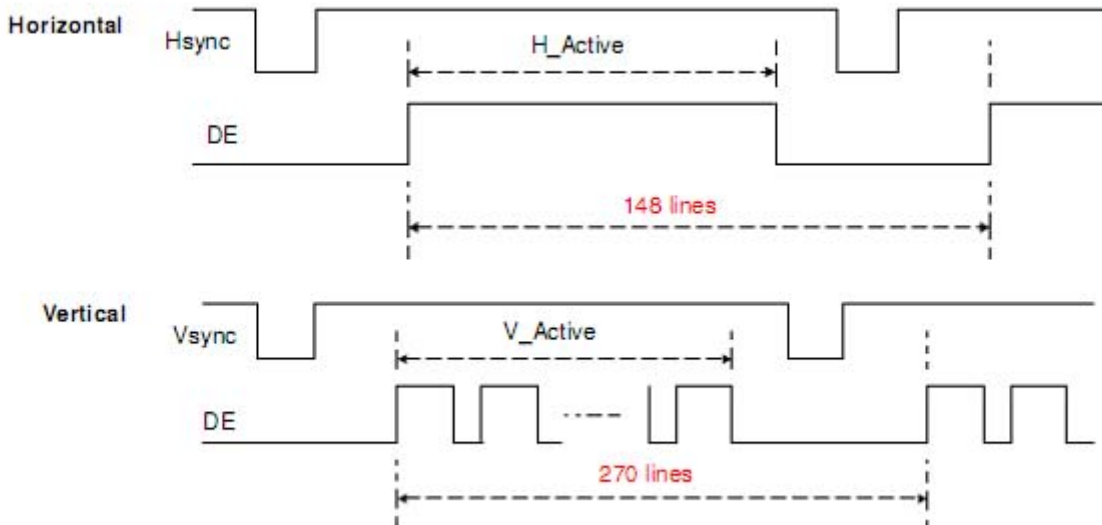 Horizontal
Hsync
H_Active
DE
148 lines
Vertical
Vsync
V_Active
DE
270 lines